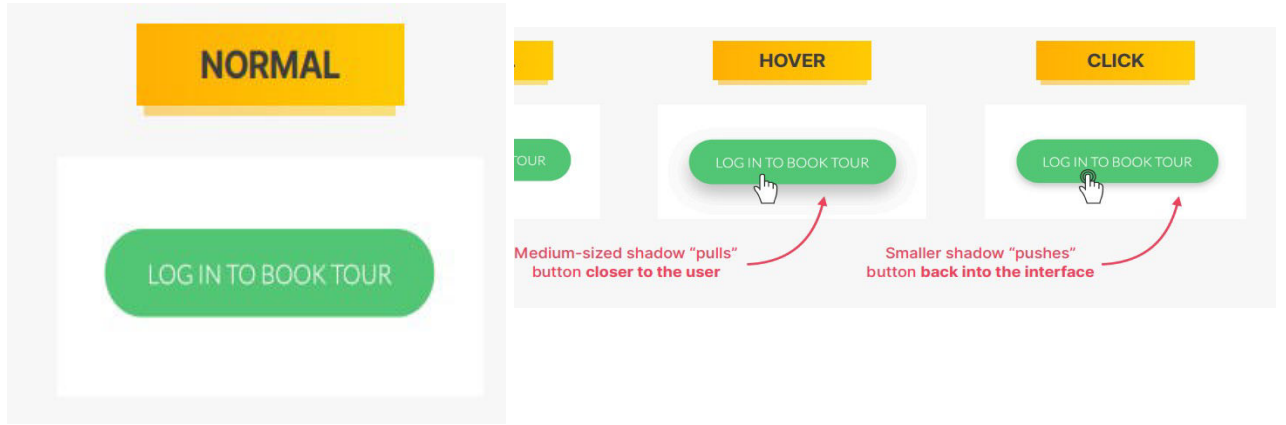 NORMAL
LOG IN TO BOOK TOUR
TOUR
HOVER
LOG IN TO BOOK TOUR
Medium-sized shadow “pulls”
button closer to the user
CLICK
LOG IN TO BOOK TOUR
Smaller shadow “pushes”
button back into the interface